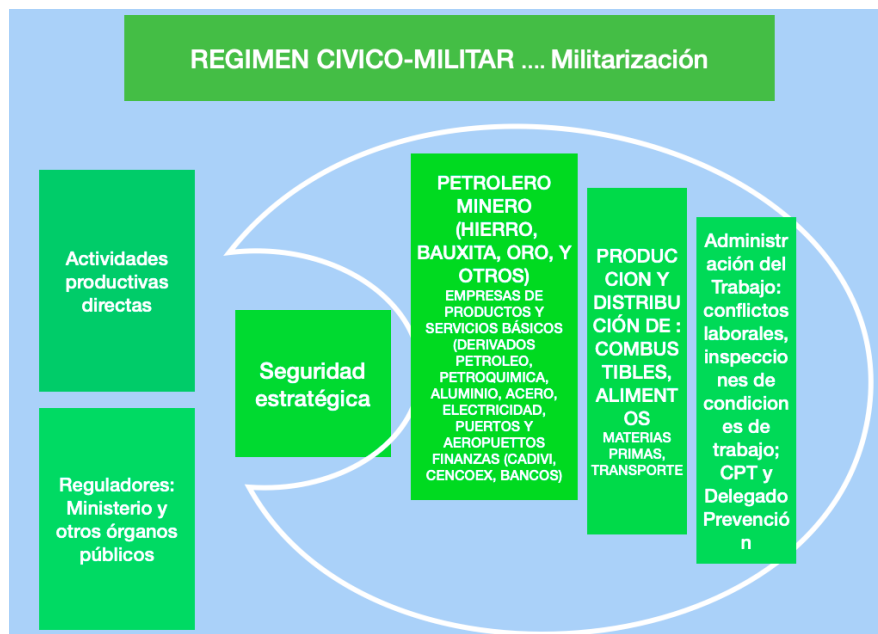 REGIMEN CIVICO-MILITAR .... Militarización
Actividades
productivas
directas
Reguladores:
Ministerio y
otros órganos
públicos
Seguridad
estratégica
PETROLERO
MINERO
(HIERRO,
BAUXITA, ORO, Y
OTROS)
EMPRESAS DE
PRODUCTOS Y
SERVICIOS BÁSICOS
(DERIVADOS
PETROLEO,
PETROQUIMICA,
ALUMINIO, ACERO,
ELECTRICIDAD,
PUERTOS Y
AEROPUETTOS
FINANZAS (CADIVI,
CENCOEX, BANCOS)
PRODUC
CION Y
DISTRIBU
CIÓN DE :
COMBUS
TIBLES,
ALIMENT
OS
MATERIAS
PRIMAS,
TRANSPORTE
Administr
ación del
Trabajo:
conflictos
laborales,
inspeccio
nes de
condicion
es de
trabajo;
CPT y
Delegado
Prevenció
n